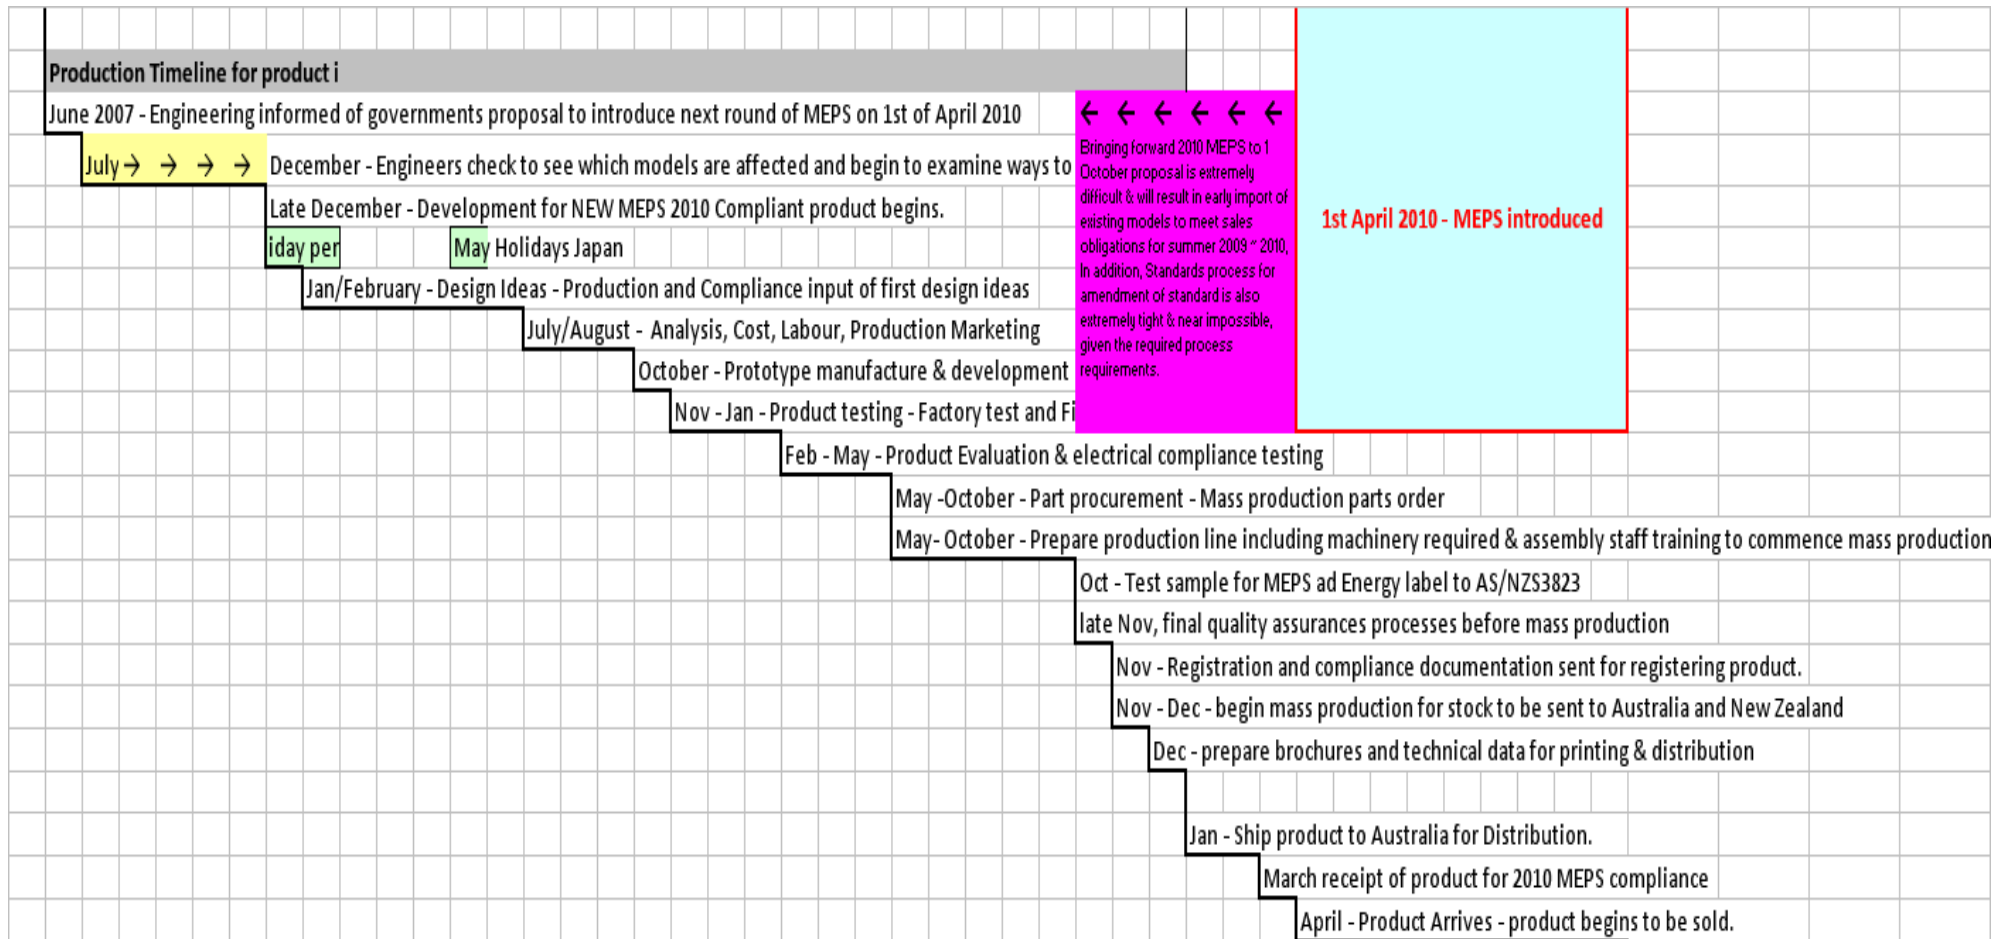 Production Timeline for product i
June 2007 - Engineering informed of governments proposal to introduce next round of MEPS on 1st of April 2010
July → → → →
December - Engineers check to see which models are affected and begin to examine ways to
Late December - Development for NEW MEPS 2010 Compliant product begins.
iday per
May Holidays Japan
Jan/February - Design Ideas - Production and Compliance input of first design ideas
July/August - Analysis, Cost, Labour, Production Marketing
October - Prototype manufacture & development
Nov - Jan - Product testing - Factory test and Fi
← ← ← ← ← ←
Bringing forward 2010 MEPS to 1
October proposal is extremely
difficult & will result in early import of
existing models to meet sales
obligations for summer 2009 ~ 2010,
In addition, Standards process for
amendment of standard is also
extremely tight & near impossible,
given the required process
requirements.
1st April 2010 - MEPS introduced
Feb - May - Product Evaluation & electrical compliance testing
May -October - Part procurement - Mass production parts order
May- October - Prepare production line including machinery required & assembly staff training to commence mass production
Oct - Test sample for MEPS ad Energy label to AS/NZS3823
late Nov, final quality assurances processes before mass production
Nov - Registration and compliance documentation sent for registering product.
Nov - Dec - begin mass production for stock to be sent to Australia and New Zealand
Dec - prepare brochures and technical data for printing & distribution
Jan - Ship product to Australia for Distribution.
March receipt of product for 2010 MEPS compliance
April - Product Arrives - product begins to be sold.